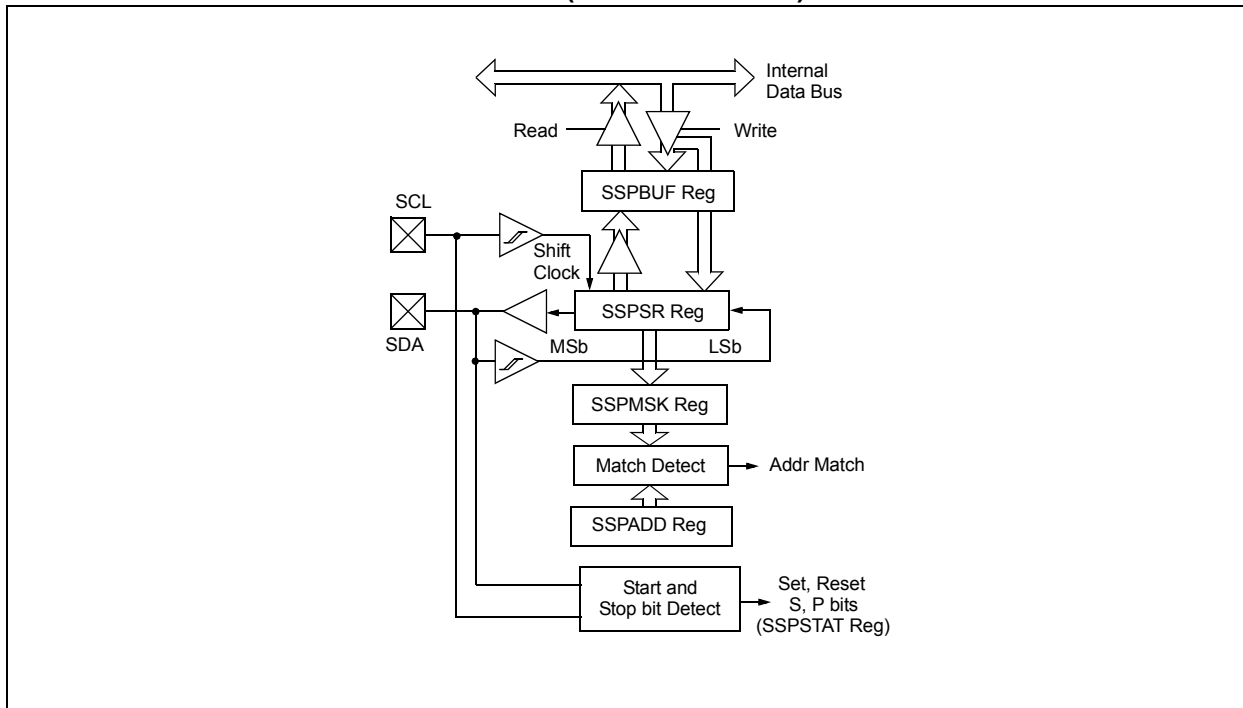 Internal
Data Bus
Read
Write
SSPBUF Reg
SCL
Shift
Clock
SSPSR Reg
SDA
MSb
LSb
SSPMSK Reg
Match Detect
Addr Match
SSPADD Reg
Start and
Stop bit Detect
Set, Reset
S, P bits
(SSPSTAT Reg)